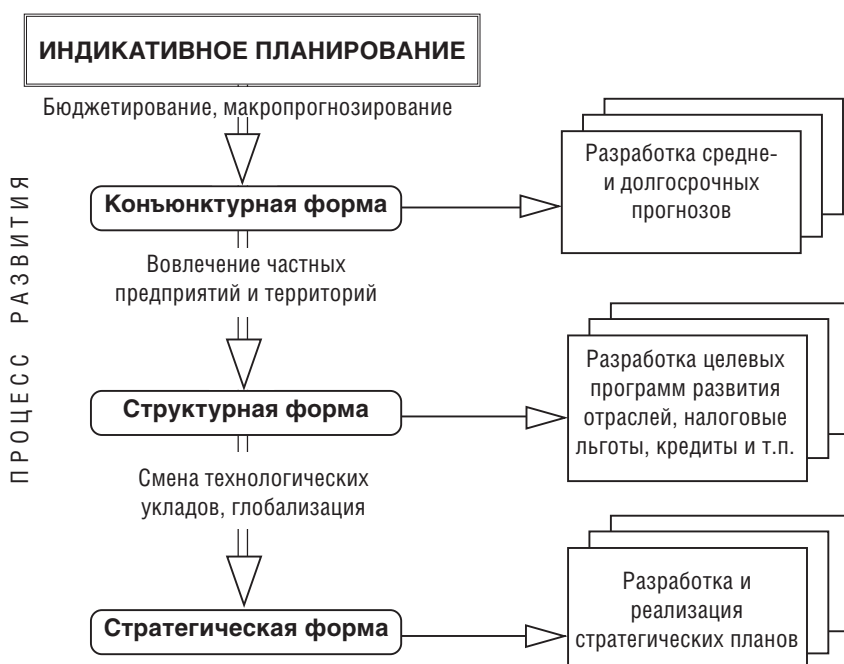 ИНДИКАТИВНОЕ ПЛАНИРОВАНИЕ
Бюджетирование, макропрогнозирование
ПРОЦЕСС РАЗВИТИЯ
Конъюнктурная форма
Разработка средне-
и долгосрочных
прогнозов
Вовлечение частных
предприятий и территорий
Структурная форма
Разработка целевых
программ развития
отраслей, налоговые
льготы, кредиты и т.п.
Смена технологических
укладов, глобализация
Стратегическая форма
Разработка и
реализация
стратегических планов